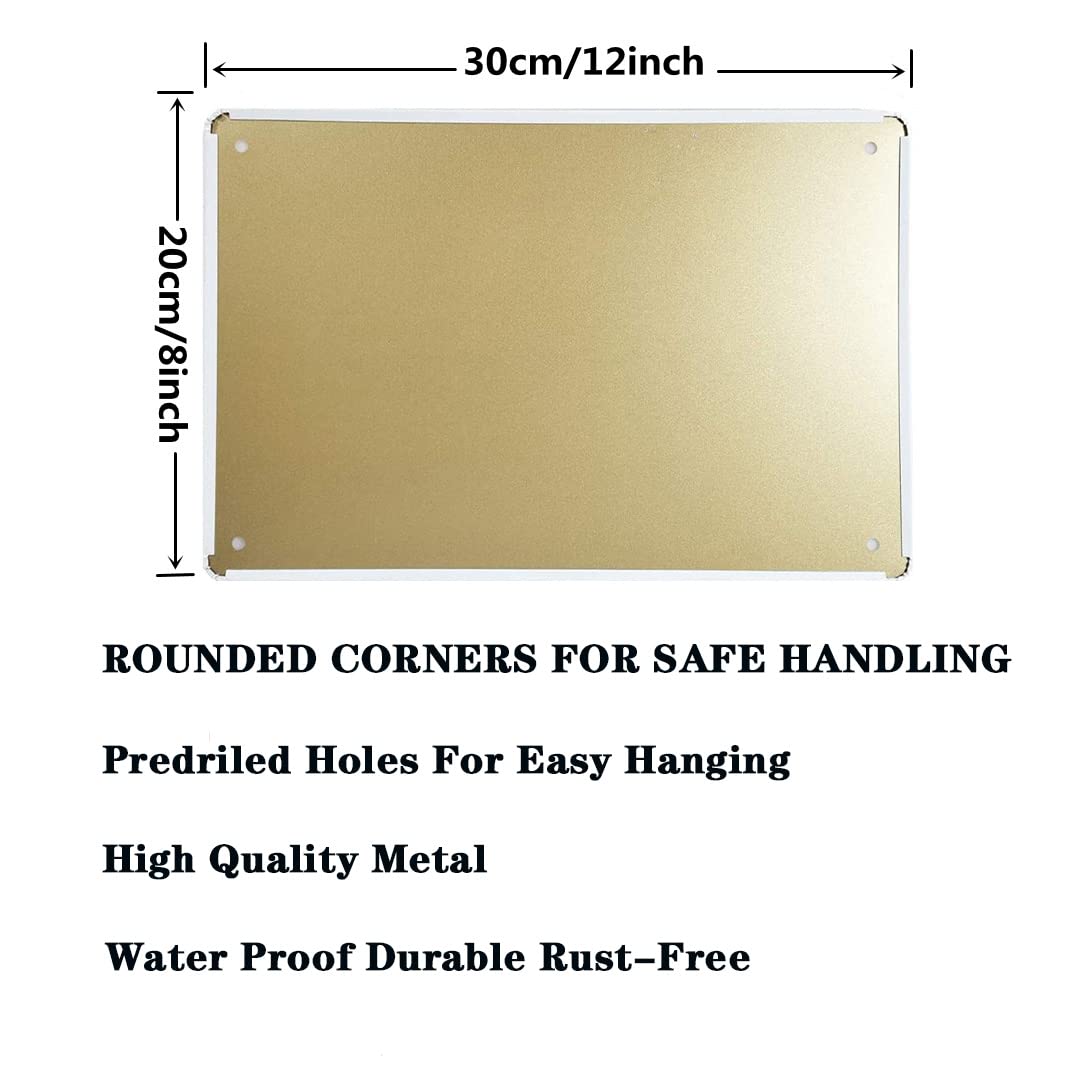 30cm/12inch
20cm/8inch
ROUNDED CORNERS FOR SAFE HANDLING
Predriled Holes For Easy Hanging
High Quality Metal
Water Proof Durable Rust-Free